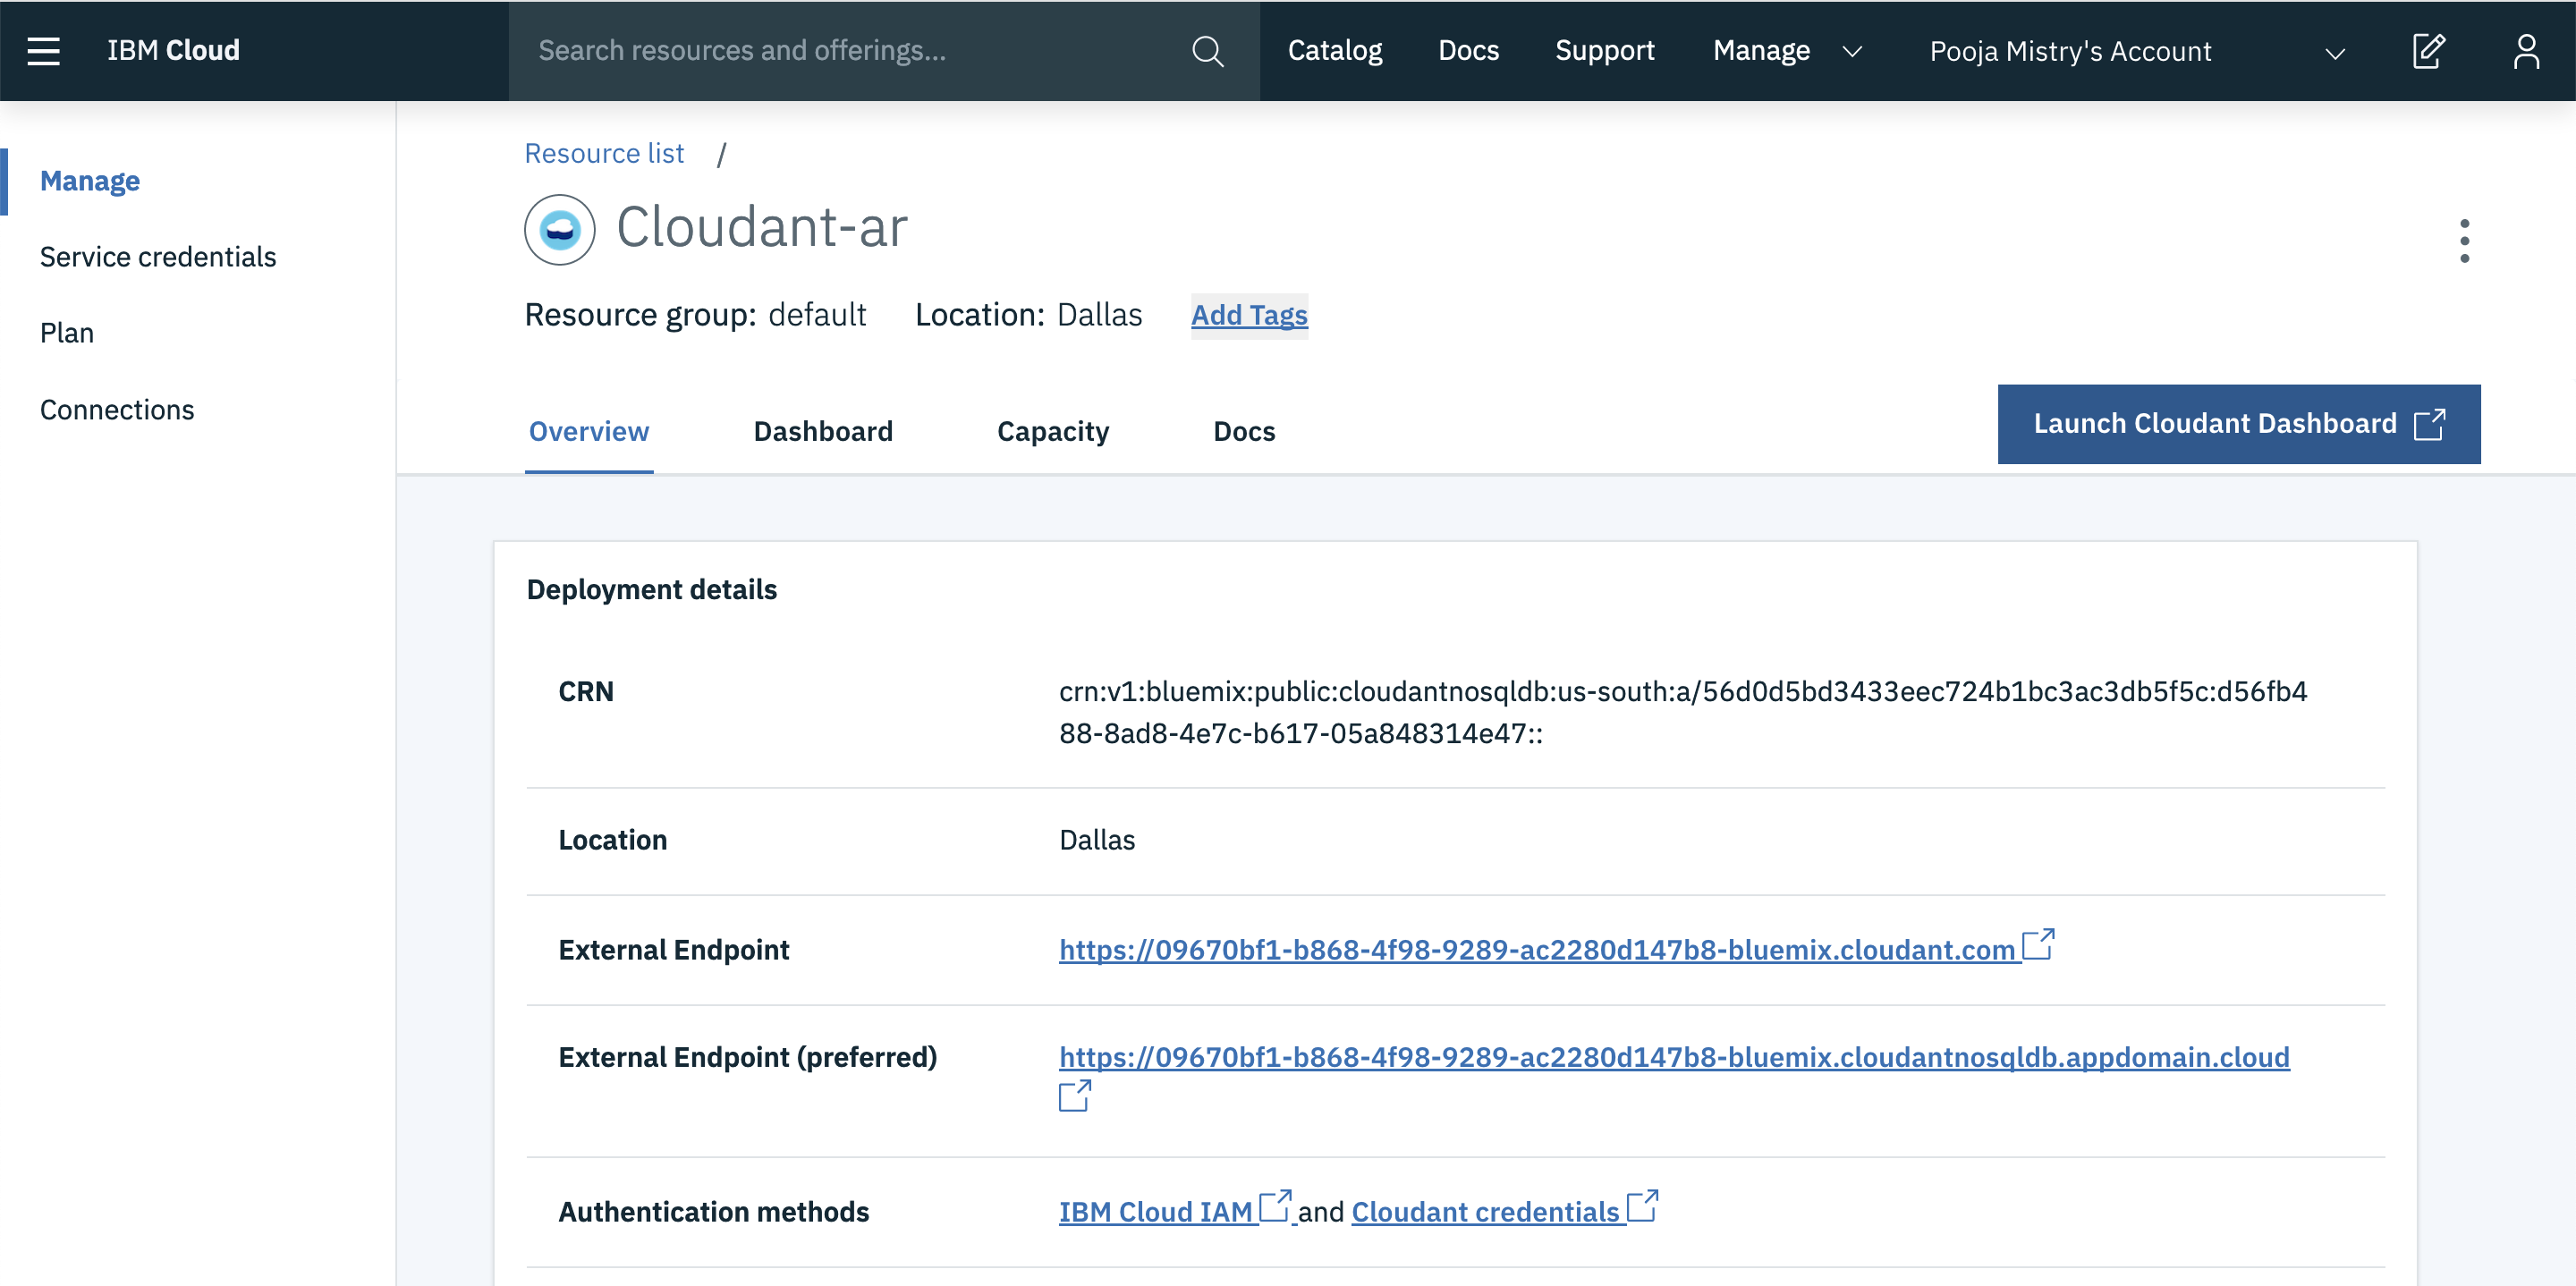 IBM Cloud
Search resources and offerings...
Catalog
Docs
Support
Manage
Pooja Mistry's Account
Manage
Service credentials
Plan
Connections
Resource list /
Cloudant-ar
Resource group: default Location: Dallas Add Tags
Overview
Dashboard
Capacity
Docs
Launch Cloudant Dashboard
Deployment details
CRN
crn:v1:bluemix:public:cloudantnosqldb:us-south:a/56d0d5bd3433eec724b1bc3ac3db5f5c:d56fb4
88-8ad8-4e7c-b617-05a848314e47::
Location
Dallas
External Endpoint
https://09670bf1-b868-4f98-9289-ac2280d147b8-bluemix.cloudant.com
External Endpoint (preferred)
https://09670bf1-b868-4f98-9289-ac2280d147b8-bluemix.cloudantnosqldb.appdomain.cloud
Authentication methods
IBM Cloud IAM and Cloudant credentials